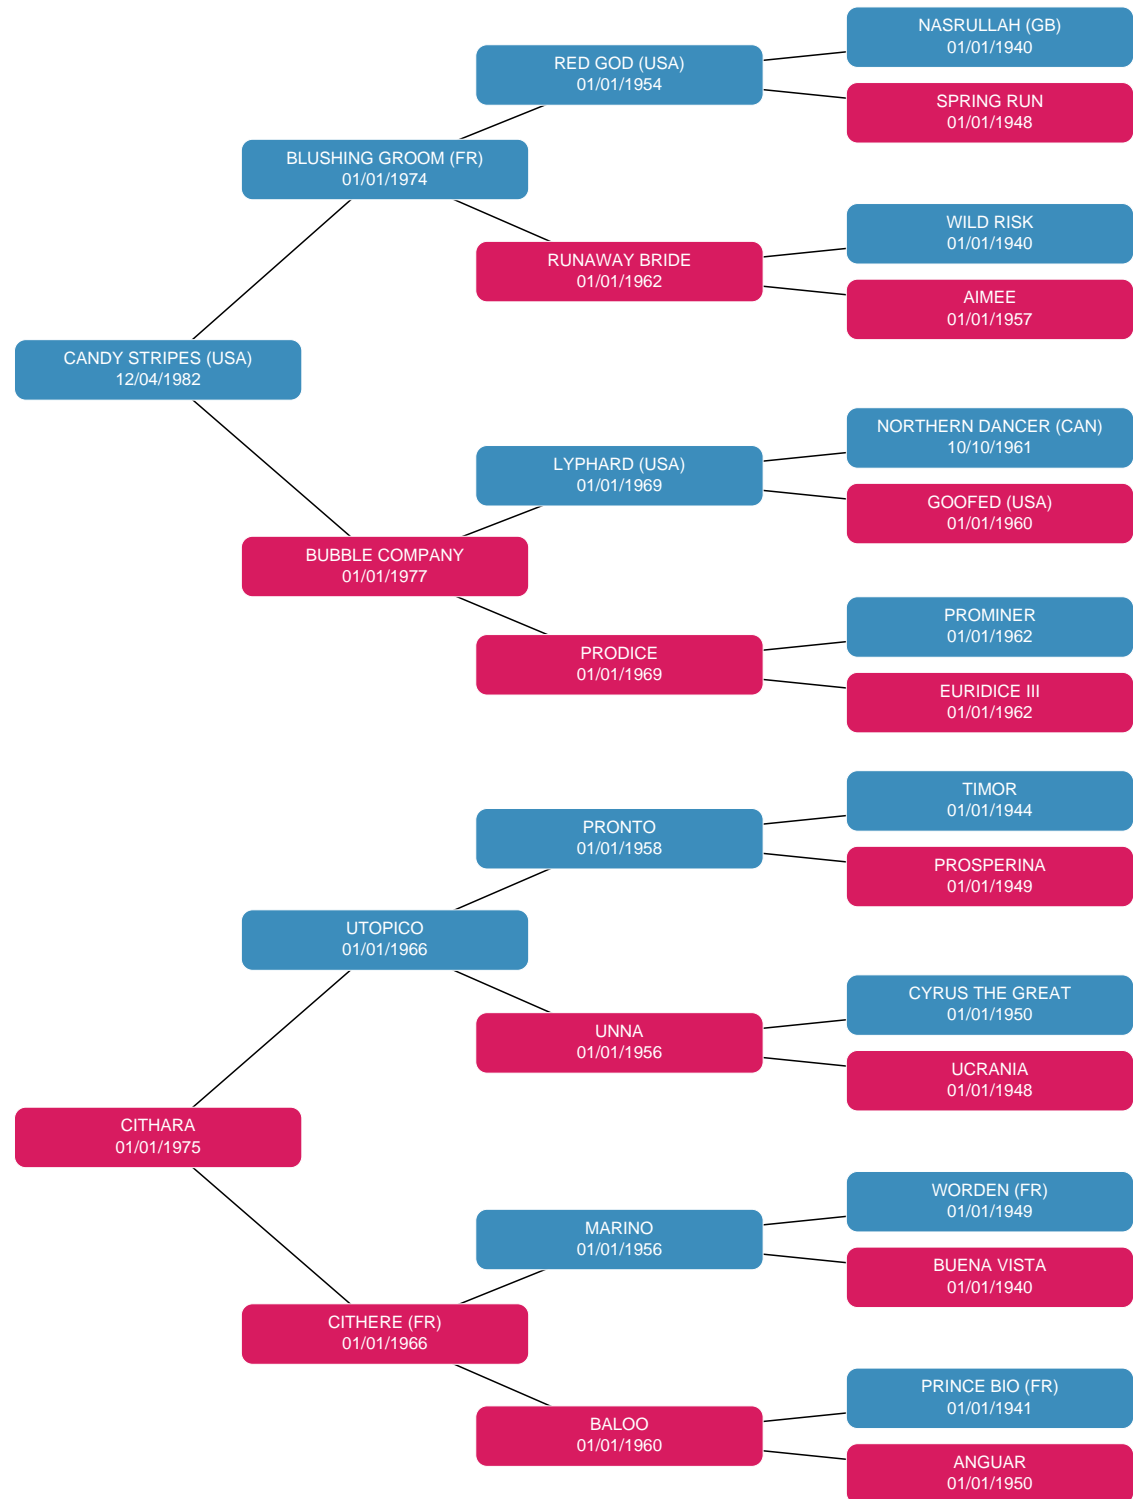 NASRULLAH (GB)
01/01/1940
RED GOD (USA)
01/01/1954
SPRING RUN
01/01/1948
BLUSHING GROOM (FR)
01/01/1974
WILD RISK
01/01/1940
RUNAWAY BRIDE
01/01/1962
AIMEE
01/01/1957
CANDY STRIPES (USA)
12/04/1982
NORTHERN DANCER (CAN)
10/10/1961
LYPHARD (USA)
01/01/1969
GOOFED (USA)
01/01/1960
BUBBLE COMPANY
01/01/1977
PROMINER
01/01/1962
PRODICE
01/01/1969
EURIDICE III
01/01/1962
TIMOR
01/01/1944
PRONTO
01/01/1958
PROSPERINA
01/01/1949
UTOPICO
01/01/1966
CYRUS THE GREAT
01/01/1950
UNNA
01/01/1956
UCRANIA
01/01/1948
CITHARA
01/01/1975
WORDEN (FR)
01/01/1949
MARINO
01/01/1956
BUENA VISTA
01/01/1940
CITHERE (FR)
01/01/1966
PRINCE BIO (FR)
01/01/1941
BALOO
01/01/1960
ANGUAR
01/01/1950